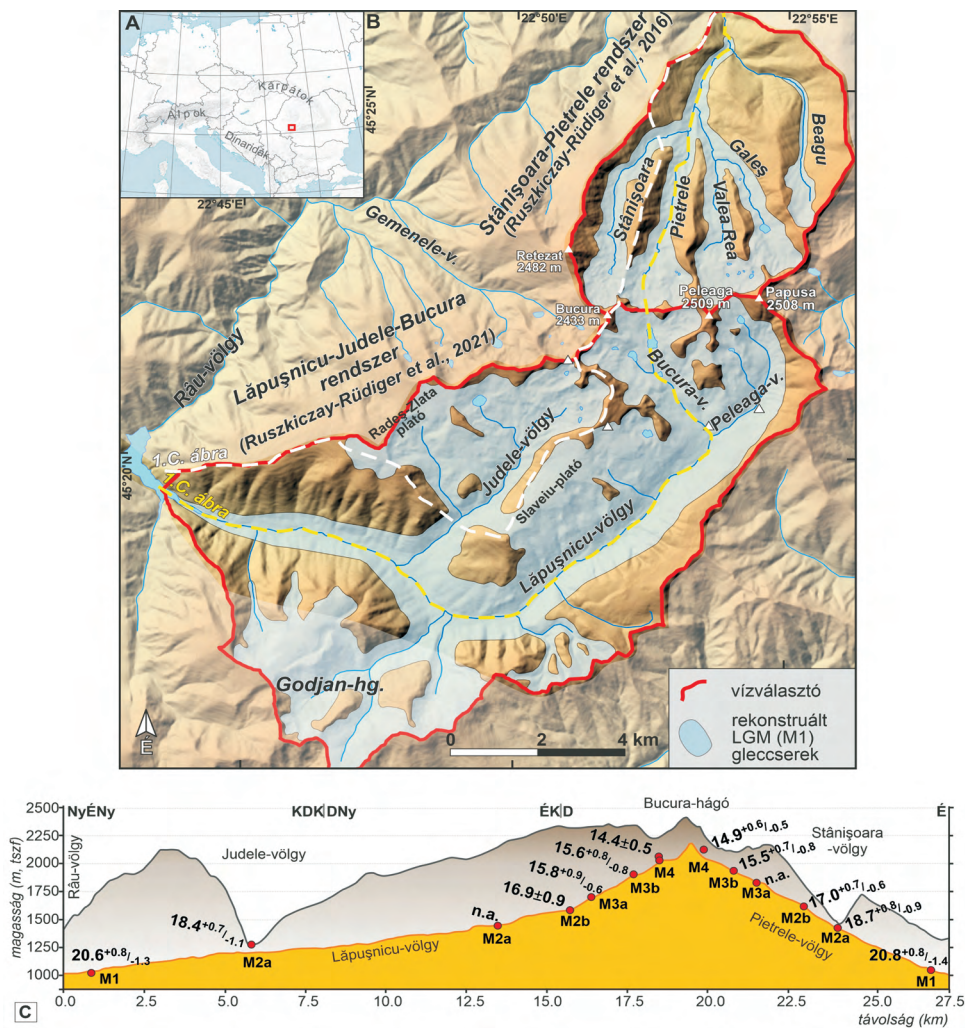 A
B
22°50'E
22°55'E
45°25'N
22°45'E
45°20'N
Kárpátok
Alpok
Dinaridák
Stânişoara-Pietrele rendszer
(Ruszkiczay-Rüdiger et al., 2016)
Gemenele-v.
Râu-völgy
Lăpuşnicu-Judele-Bucura
rendszer
(Ruszkiczay-Rüdiger et al., 2021)
Stânişoara
Pietrele
Galeş
Valea Rea
Beagu
Retezat
2482 m
Bucura
2433 m
Peleaga
2509 m
Papusa
2508 m
Bucura-v.
Peleaga-v.
Radeş-Zlata
plató
Judele-völgy
Slaveiu-plató
Lăpuşnicu-völgy
1.C. ábra
1.C. ábra
Godjan-hg.
É
0 2 4 km
vízválasztó
rekonstruált
LGM (M1)
gleccserek
magasság (m, tszf)
2500
2250
2000
1750
1500
1250
1000
NyÉNy
KDK|DNy
ÉK|D
É
Râu-völgy
Judele-völgy
Lăpuşnicu-völgy
Bucura-hágó
Stânişoara
-völgy
Pietrele-völgy
20.6+0.8/-1.3
M1
18.4+0.7/-1.1
M2a
n.a.
M2a
16.9±0.9
M2b
15.8+0.9/-0.6
M3a
15.6+0.8/-0.8
M3b
14.4±0.5
M4
M4
14.9+0.6/-0.5
M3b
15.5+0.7/-0.8
M3a
n.a.
M2b
17.0+0.7/-0.6
M2a
18.7+0.8/-0.9
20.8+0.8/-1.4
M1
0.0 2.5 5.0 7.5 10.0 12.5 15.0 17.5 20.0 22.5 25.0 27.5
távolság (km)
C